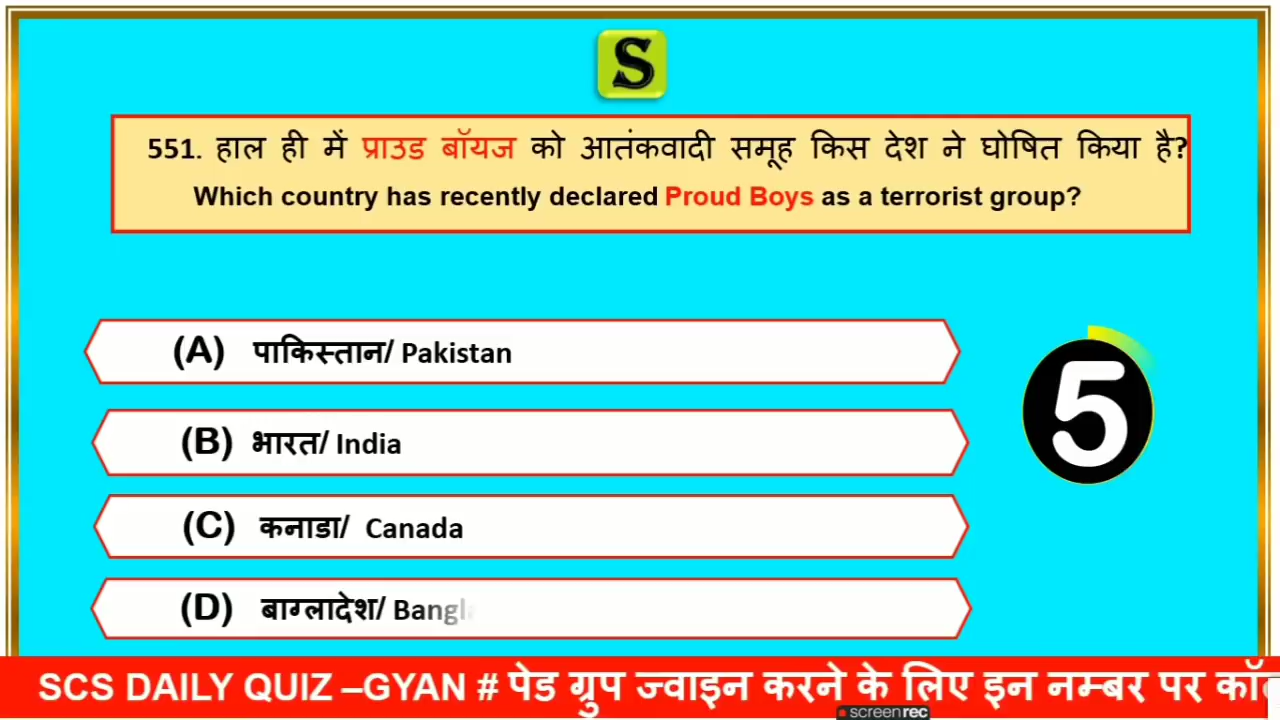 S
551. हाल ही में प्राउड बॉयज को आतंकवादी समूह किस देश ने घोषित किया है?
Which country has recently declared Proud Boys as a terrorist group?
(A) पाकिस्तान/ Pakistan
(B) भारत/ India
5
(C) कनाडा/ Canada
(D) बाग्लादेश/ Bangl
SCS DAILY QUIZ –GYAN # पेड ग्रुप ज्वाइन करने के लिए इन नम्बर पर
screenrec